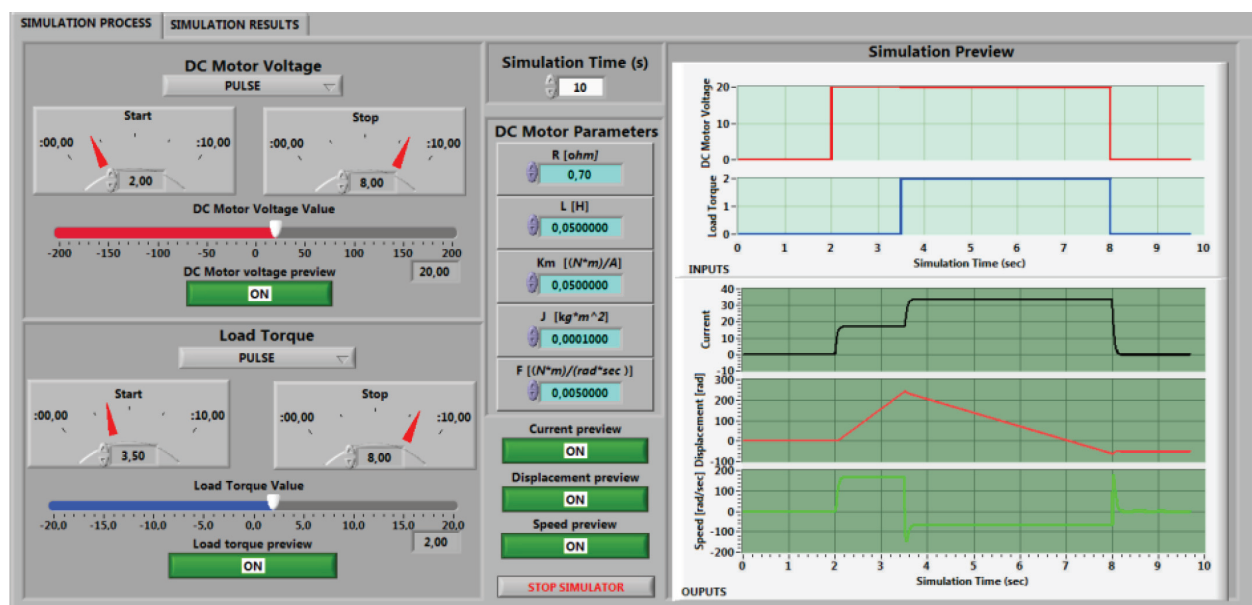 SIMULATION PROCESS SIMULATION RESULTS
DC Motor Voltage
PULSE
Start
:00,00 :10,00
2,00
Stop
:00,00 :10,00
8,00
DC Motor Voltage Value
-200 -150 -100 -50 0 50 100 150 200
DC Motor voltage preview
20,00
ON
Load Torque
PULSE
Start
:00,00 :10,00
3,50
Stop
:00,00 :10,00
8,00
Load Torque Value
-20,0 -15,0 -10,0 -5,0 0,0 5,0 10,0 15,0 20,0
Load torque preview
2,00
ON
Simulation Time (s)
10
DC Motor Parameters
R [ohm]
0,70
L [H]
0,0500000
Km [(N*m)/A]
0,0500000
J [kg*m^2]
0,0001000
F [(N*m)/(rad*sec )]
0,0050000
Current preview
ON
Displacement preview
ON
Speed preview
ON
STOP SIMULATOR
Simulation Preview
DC Motor Voltage
20
10
0
Load Torque
2
1
0
0 1 2 3 4 5 6 7 8 9 10
Simulation Time (sec)
INPUTS
Current
40
30
20
10
0
-10
Displacement [rad]
300
200
100
0
-100
Speed [rad/sec]
200
100
0
-100
-200
0 1 2 3 4 5 6 7 8 9 10
Simulation Time (sec)
OUPUTS